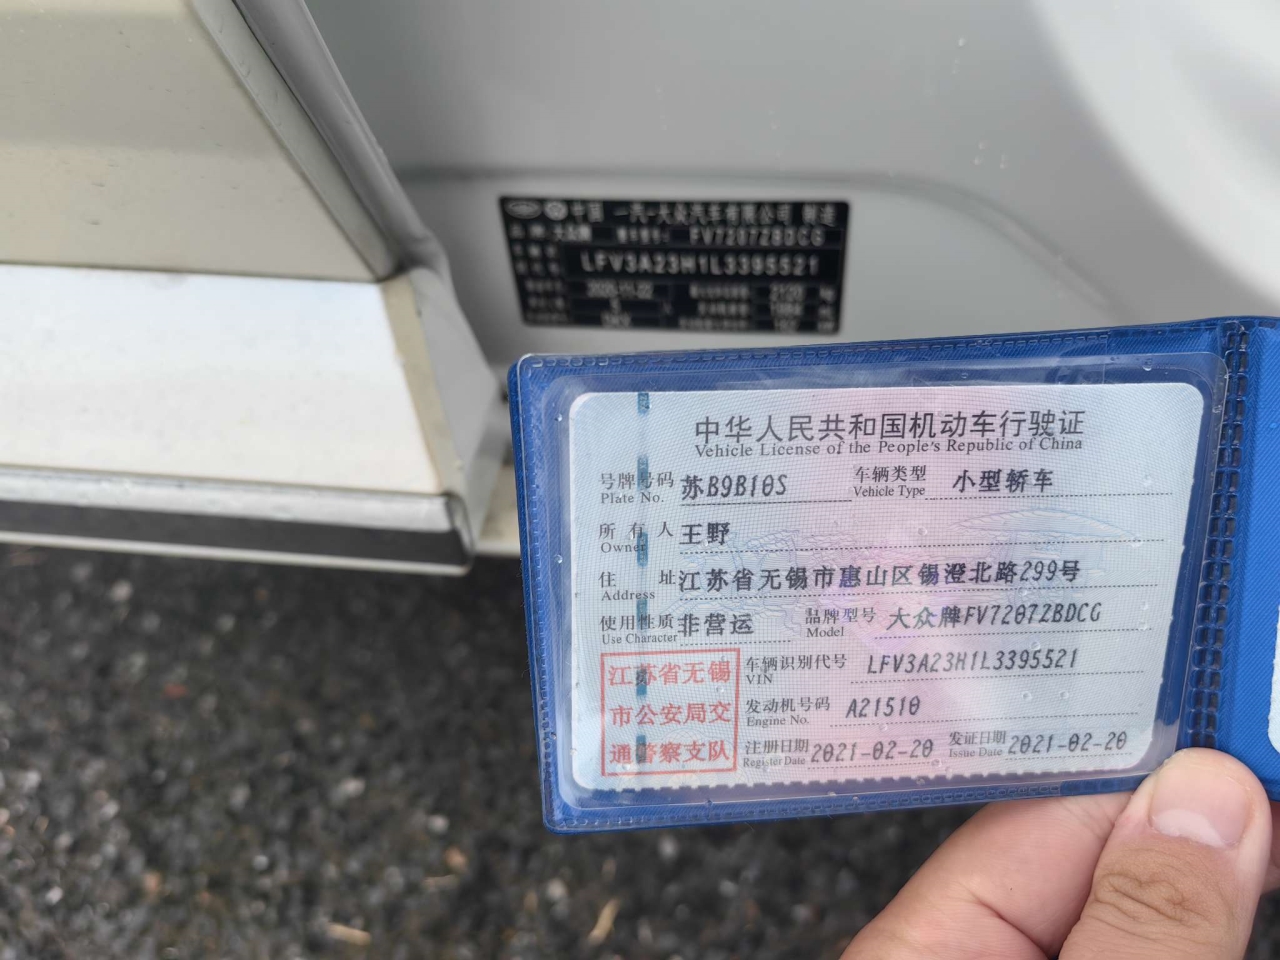 中国 一汽-大众汽车有限公司 制造
FV7207ZBDCG
LFV3A23H1L3395521
中华人民共和国机动车行驶证
Vehicle License of the People's Republic of China
号牌号码 苏B9B10S 车辆类型 小型轿车
Plate No. Vehicle Type
所有人 王野
Owner
住址 江苏省无锡市惠山区锡澄北路299号
Address
使用性质 非营运 品牌型号 大众牌FV7207ZBDCG
Use Character Model
江苏省无锡
市公安局交
通警察支队
车辆识别代号 LFV3A23H1L3395521
VIN
发动机号码 A21510
Engine No.
注册日期 2021-02-20 发证日期 2021-02-20
Register Date Issue Date